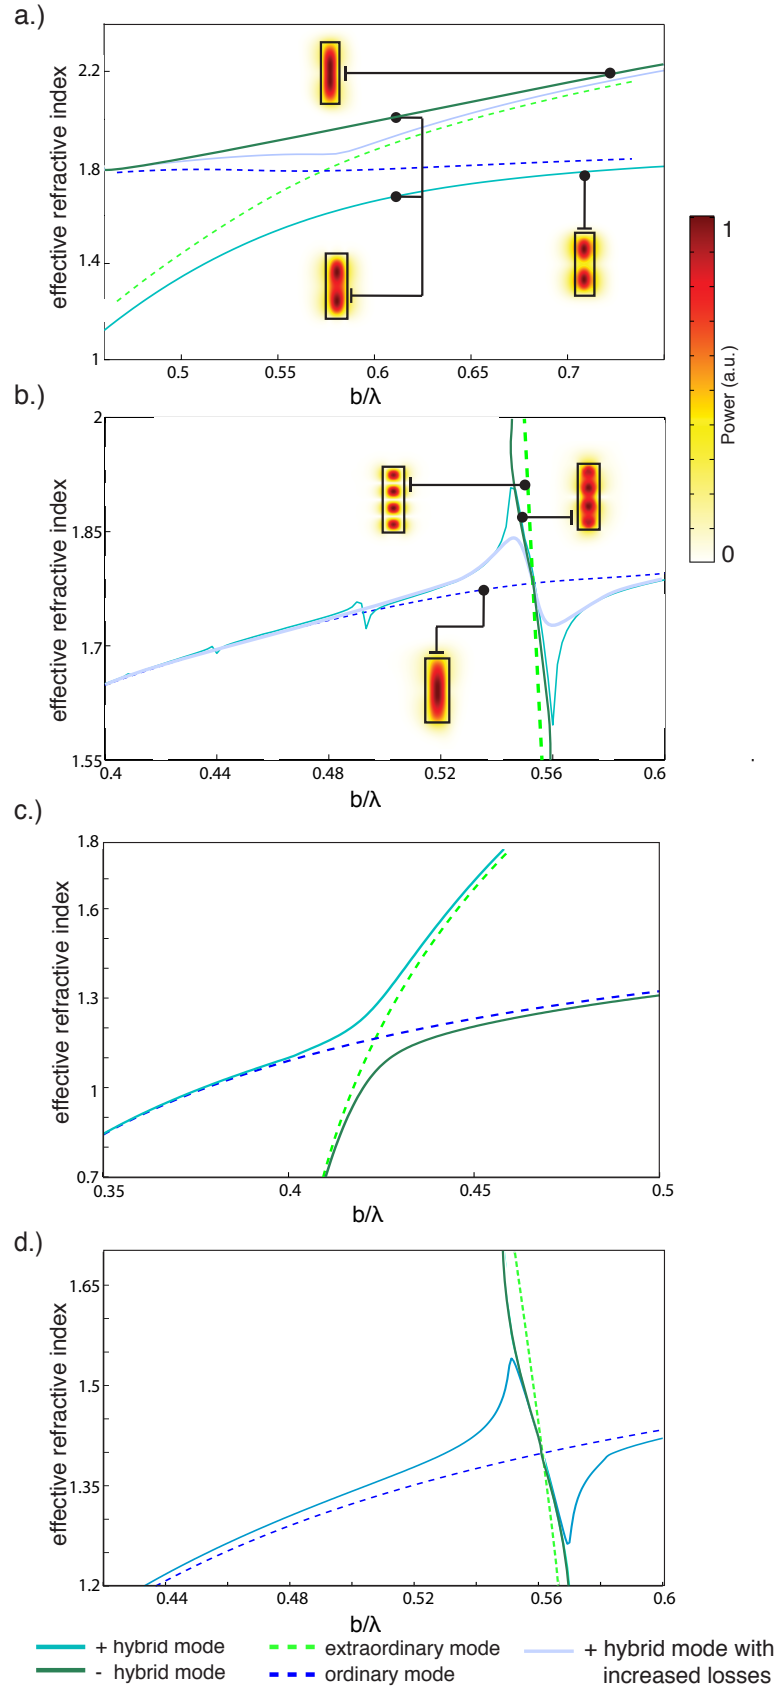 a.)
effective refractive index
2.2
1.8
1.4
1
0.5
0.55
0.6
0.65
0.7
b/λ
1
0
Power (a.u.)
b.)
effective refractive index
2
1.85
1.7
1.55
0.4
0.44
0.48
0.52
0.56
0.6
b/λ
c.)
effective refractive index
1.8
1.6
1.3
1
0.7
0.35
0.4
0.45
0.5
b/λ
d.)
effective refractive index
1.65
1.5
1.35
1.2
0.44
0.48
0.52
0.56
0.6
b/λ
+ hybrid mode
- hybrid mode
extraordinary mode
ordinary mode
+ hybrid mode with
increased losses